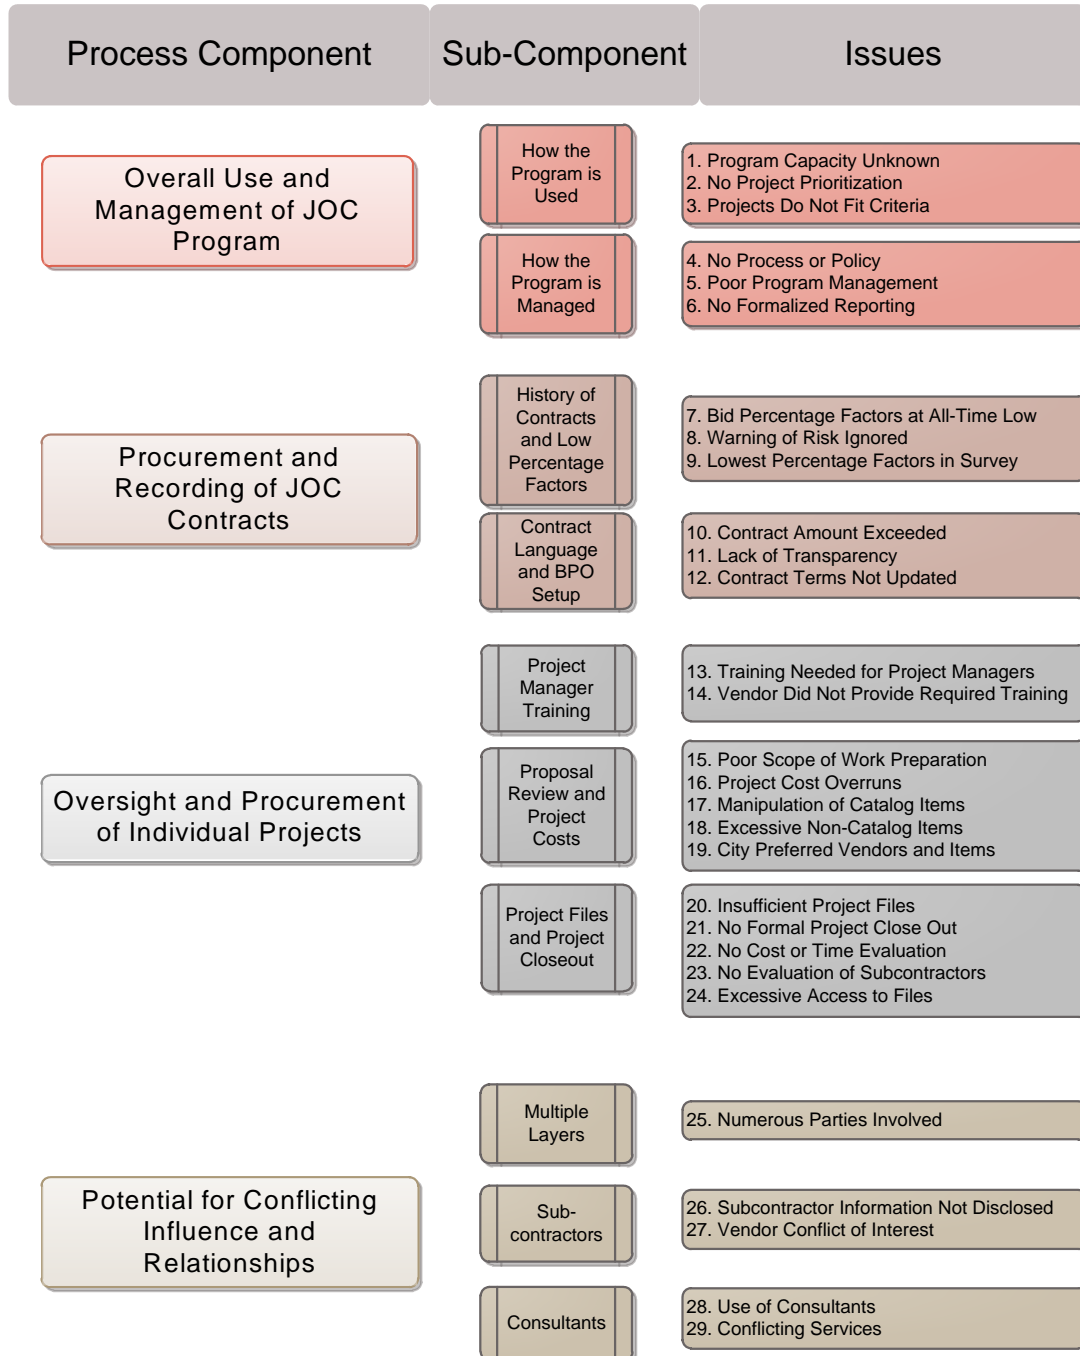 Process Component
Sub-Component
Issues
Overall Use and
Management of JOC
Program
How the
Program is
Used
1. Program Capacity Unknown
2. No Project Prioritization
3. Projects Do Not Fit Criteria
How the
Program is
Managed
4. No Process or Policy
5. Poor Program Management
6. No Formalized Reporting
Procurement and
Recording of JOC
Contracts
History of
Contracts
and Low
Percentage
Factors
7. Bid Percentage Factors at All-Time Low
8. Warning of Risk Ignored
9. Lowest Percentage Factors in Survey
Contract
Language
and BPO
Setup
10. Contract Amount Exceeded
11. Lack of Transparency
12. Contract Terms Not Updated
Oversight and Procurement
of Individual Projects
Project
Manager
Training
13. Training Needed for Project Managers
14. Vendor Did Not Provide Required Training
Proposal
Review and
Project
Costs
15. Poor Scope of Work Preparation
16. Project Cost Overruns
17. Manipulation of Catalog Items
18. Excessive Non-Catalog Items
19. City Preferred Vendors and Items
Project Files
and Project
Closeout
20. Insufficient Project Files
21. No Formal Project Close Out
22. No Cost or Time Evaluation
23. No Evaluation of Subcontractors
24. Excessive Access to Files
Potential for Conflicting
Influence and
Relationships
Multiple
Layers
25. Numerous Parties Involved
Sub-
contractors
26. Subcontractor Information Not Disclosed
27. Vendor Conflict of Interest
Consultants
28. Use of Consultants
29. Conflicting Services